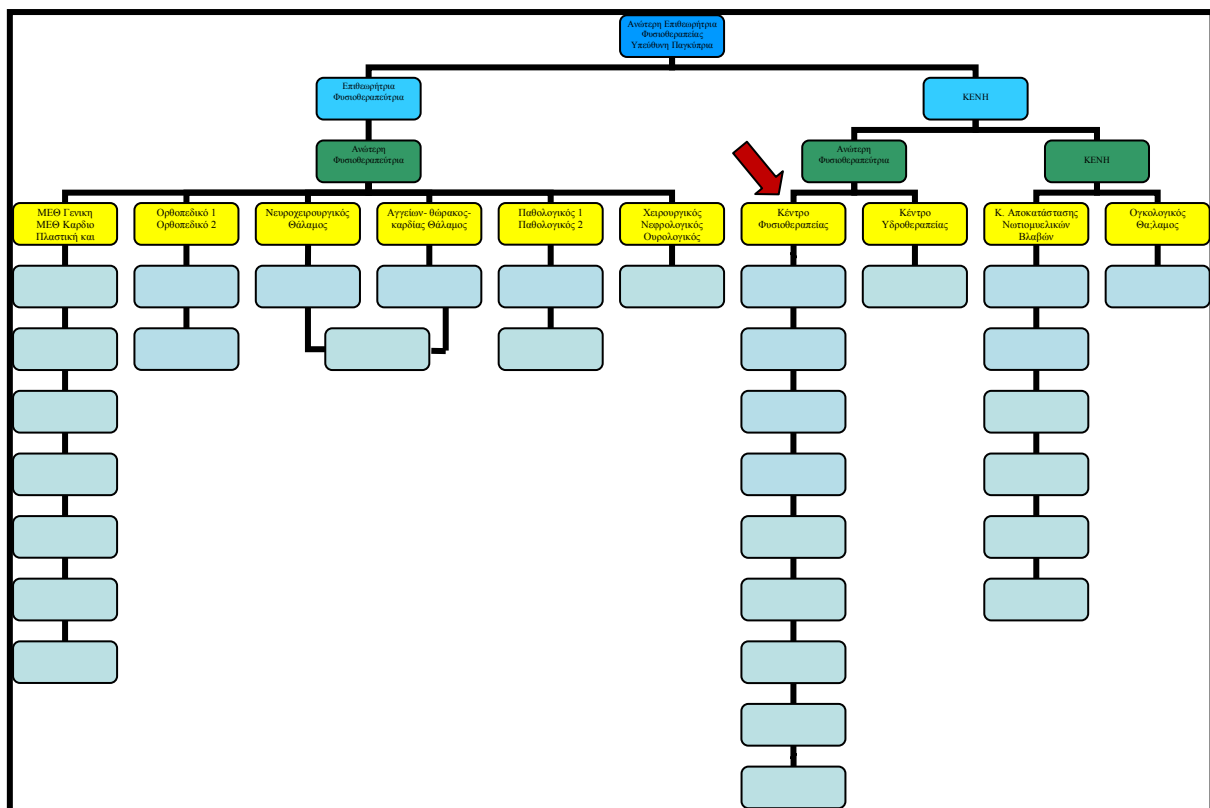 Ανώτερη Επιθεωρήτρια
Φυσιοθεραπείας
Υπεύθυνη Παγκύπρια
Επιθεωρήτρια
Φυσιοθεραπεύτρια
ΚΕΝΗ
Ανώτερη
Φυσιοθεραπεύτρια
Ανώτερη
Φυσιοθεραπεύτρια
ΚΕΝΗ
ΜΕΘ Γενικη
ΜΕΘ Καρδιο
Πλαστική και
Ορθοπεδικό 1
Ορθοπεδικό 2
Νευροχειρουργικός
Θάλαμος
Αγγείων- θώρακος-
καρδίας Θάλαμος
Παθολογικός 1
Παθολογικός 2
Χειρουργικός
Νεφρολογικός
Ουρολογικός
Κέντρο
Φυσιοθεραπείας
Κέντρο
Υδροθεραπείας
Κ. Αποκατάστασης
Νωτιομυελικών
Βλαβών
Ογκολογικός
Θα;λαμος